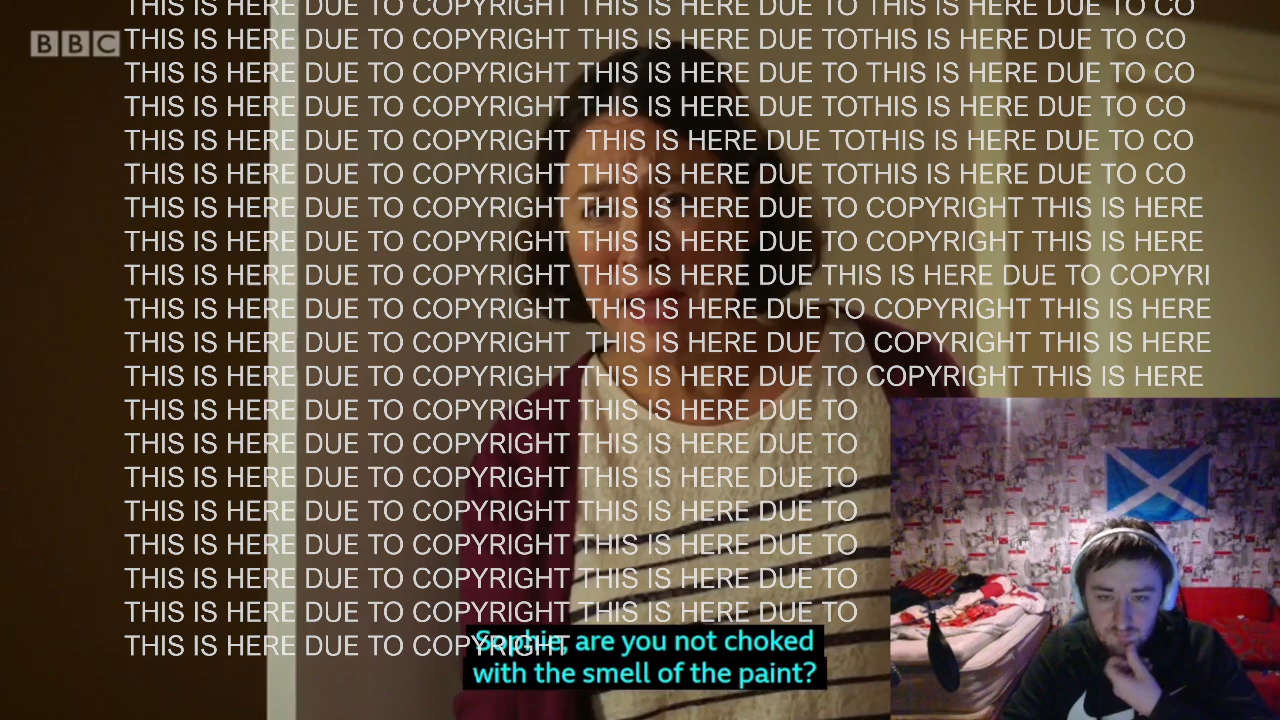 THIS IS HERE DUE TO COPYRIGHT THIS IS HERE DUE TO THIS IS HERE DUE TO CO
BBC
THIS IS HERE DUE TO COPYRIGHT THIS IS HERE DUE TOTHIS IS HERE DUE TO CO
THIS IS HERE DUE TO COPYRIGHT THIS IS HERE DUE TO THIS IS HERE DUE TO CO
THIS IS HERE DUE TO COPYRIGHT THIS IS HERE DUE TOTHIS IS HERE DUE TO CO
THIS IS HERE DUE TO COPYRIGHT  THIS IS HERE DUE TOTHIS IS HERE DUE TO CO
THIS IS HERE DUE TO COPYRIGHT THIS IS HERE DUE TOTHIS IS HERE DUE TO CO
THIS IS HERE DUE TO COPYRIGHT THIS IS HERE DUE TO COPYRIGHT THIS IS HERE
THIS IS HERE DUE TO COPYRIGHT THIS IS HERE DUE TO COPYRIGHT THIS IS HERE
THIS IS HERE DUE TO COPYRIGHT THIS IS HERE DUE THIS IS HERE DUE TO COPYRI
THIS IS HERE DUE TO COPYRIGHT  THIS IS HERE DUE TO COPYRIGHT THIS IS HERE
THIS IS HERE DUE TO COPYRIGHT  THIS IS HERE DUE TO COPYRIGHT THIS IS HERE
THIS IS HERE DUE TO COPYRIGHT THIS IS HERE DUE TO COPYRIGHT THIS IS HERE
THIS IS HERE DUE TO COPYRIGHT THIS IS HERE DUE TO
THIS IS HERE DUE TO COPYRIGHT THIS IS HERE DUE TO
THIS IS HERE DUE TO COPYRIGHT THIS IS HERE DUE TO
THIS IS HERE DUE TO COPYRIGHT THIS IS HERE DUE TO
THIS IS HERE DUE TO COPYRIGHT THIS IS HERE DUE TO
THIS IS HERE DUE TO COPYRIGHT THIS IS HERE DUE TO
THIS IS HERE DUE TO COPYRIGHT THIS IS HERE DUE TO
THIS IS HERE DUE TO COPYRIGHT
Sophie, are you not choked
with the smell of the paint?